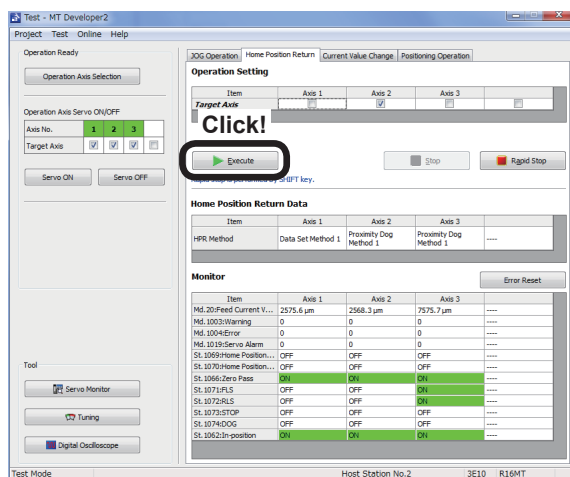 Test - MT Developer2
Project Test Online Help
Operation Ready
Operation Axis Selection
Operation Axis Servo ON/OFF
Axis No. 1 2 3
Target Axis
Servo ON Servo OFF
Tool
Servo Monitor
Tuning
Digital Oscilloscope
JOG Operation Home Position Return Current Value Change Positioning Operation
Operation Setting
Item Axis 1 Axis 2 Axis 3
Target Axis
Click!
Execute Stop Rapid Stop
SHIFT key.
Home Position Return Data
Item Axis 1 Axis 2 Axis 3
HPR Method Data Set Method 1 Proximity Dog Method 1 Proximity Dog Method 1 ----
Monitor
Error Reset
Item Axis 1 Axis 2 Axis 3
Md.20:Feed Current V... 2575.6 µm 2568.3 µm 7575.7 µm ----
Md.1003:Warning 0 0 0 ----
Md.1004:Error 0 0 0 ----
Md.1019:Servo Alarm 0 0 0 ----
St.1069:Home Position... OFF OFF OFF ----
St.1070:Home Position... OFF OFF OFF ----
St.1066:Zero Pass ON ON ON ----
St.1071:FLS OFF OFF ON ----
St.1072:RLS OFF OFF ON ----
St.1073:STOP OFF OFF OFF ----
St.1074:DOG OFF OFF OFF ----
St.1062:In-position ON ON ON ----
Test Mode Host Station No.2 3E10 R16MT